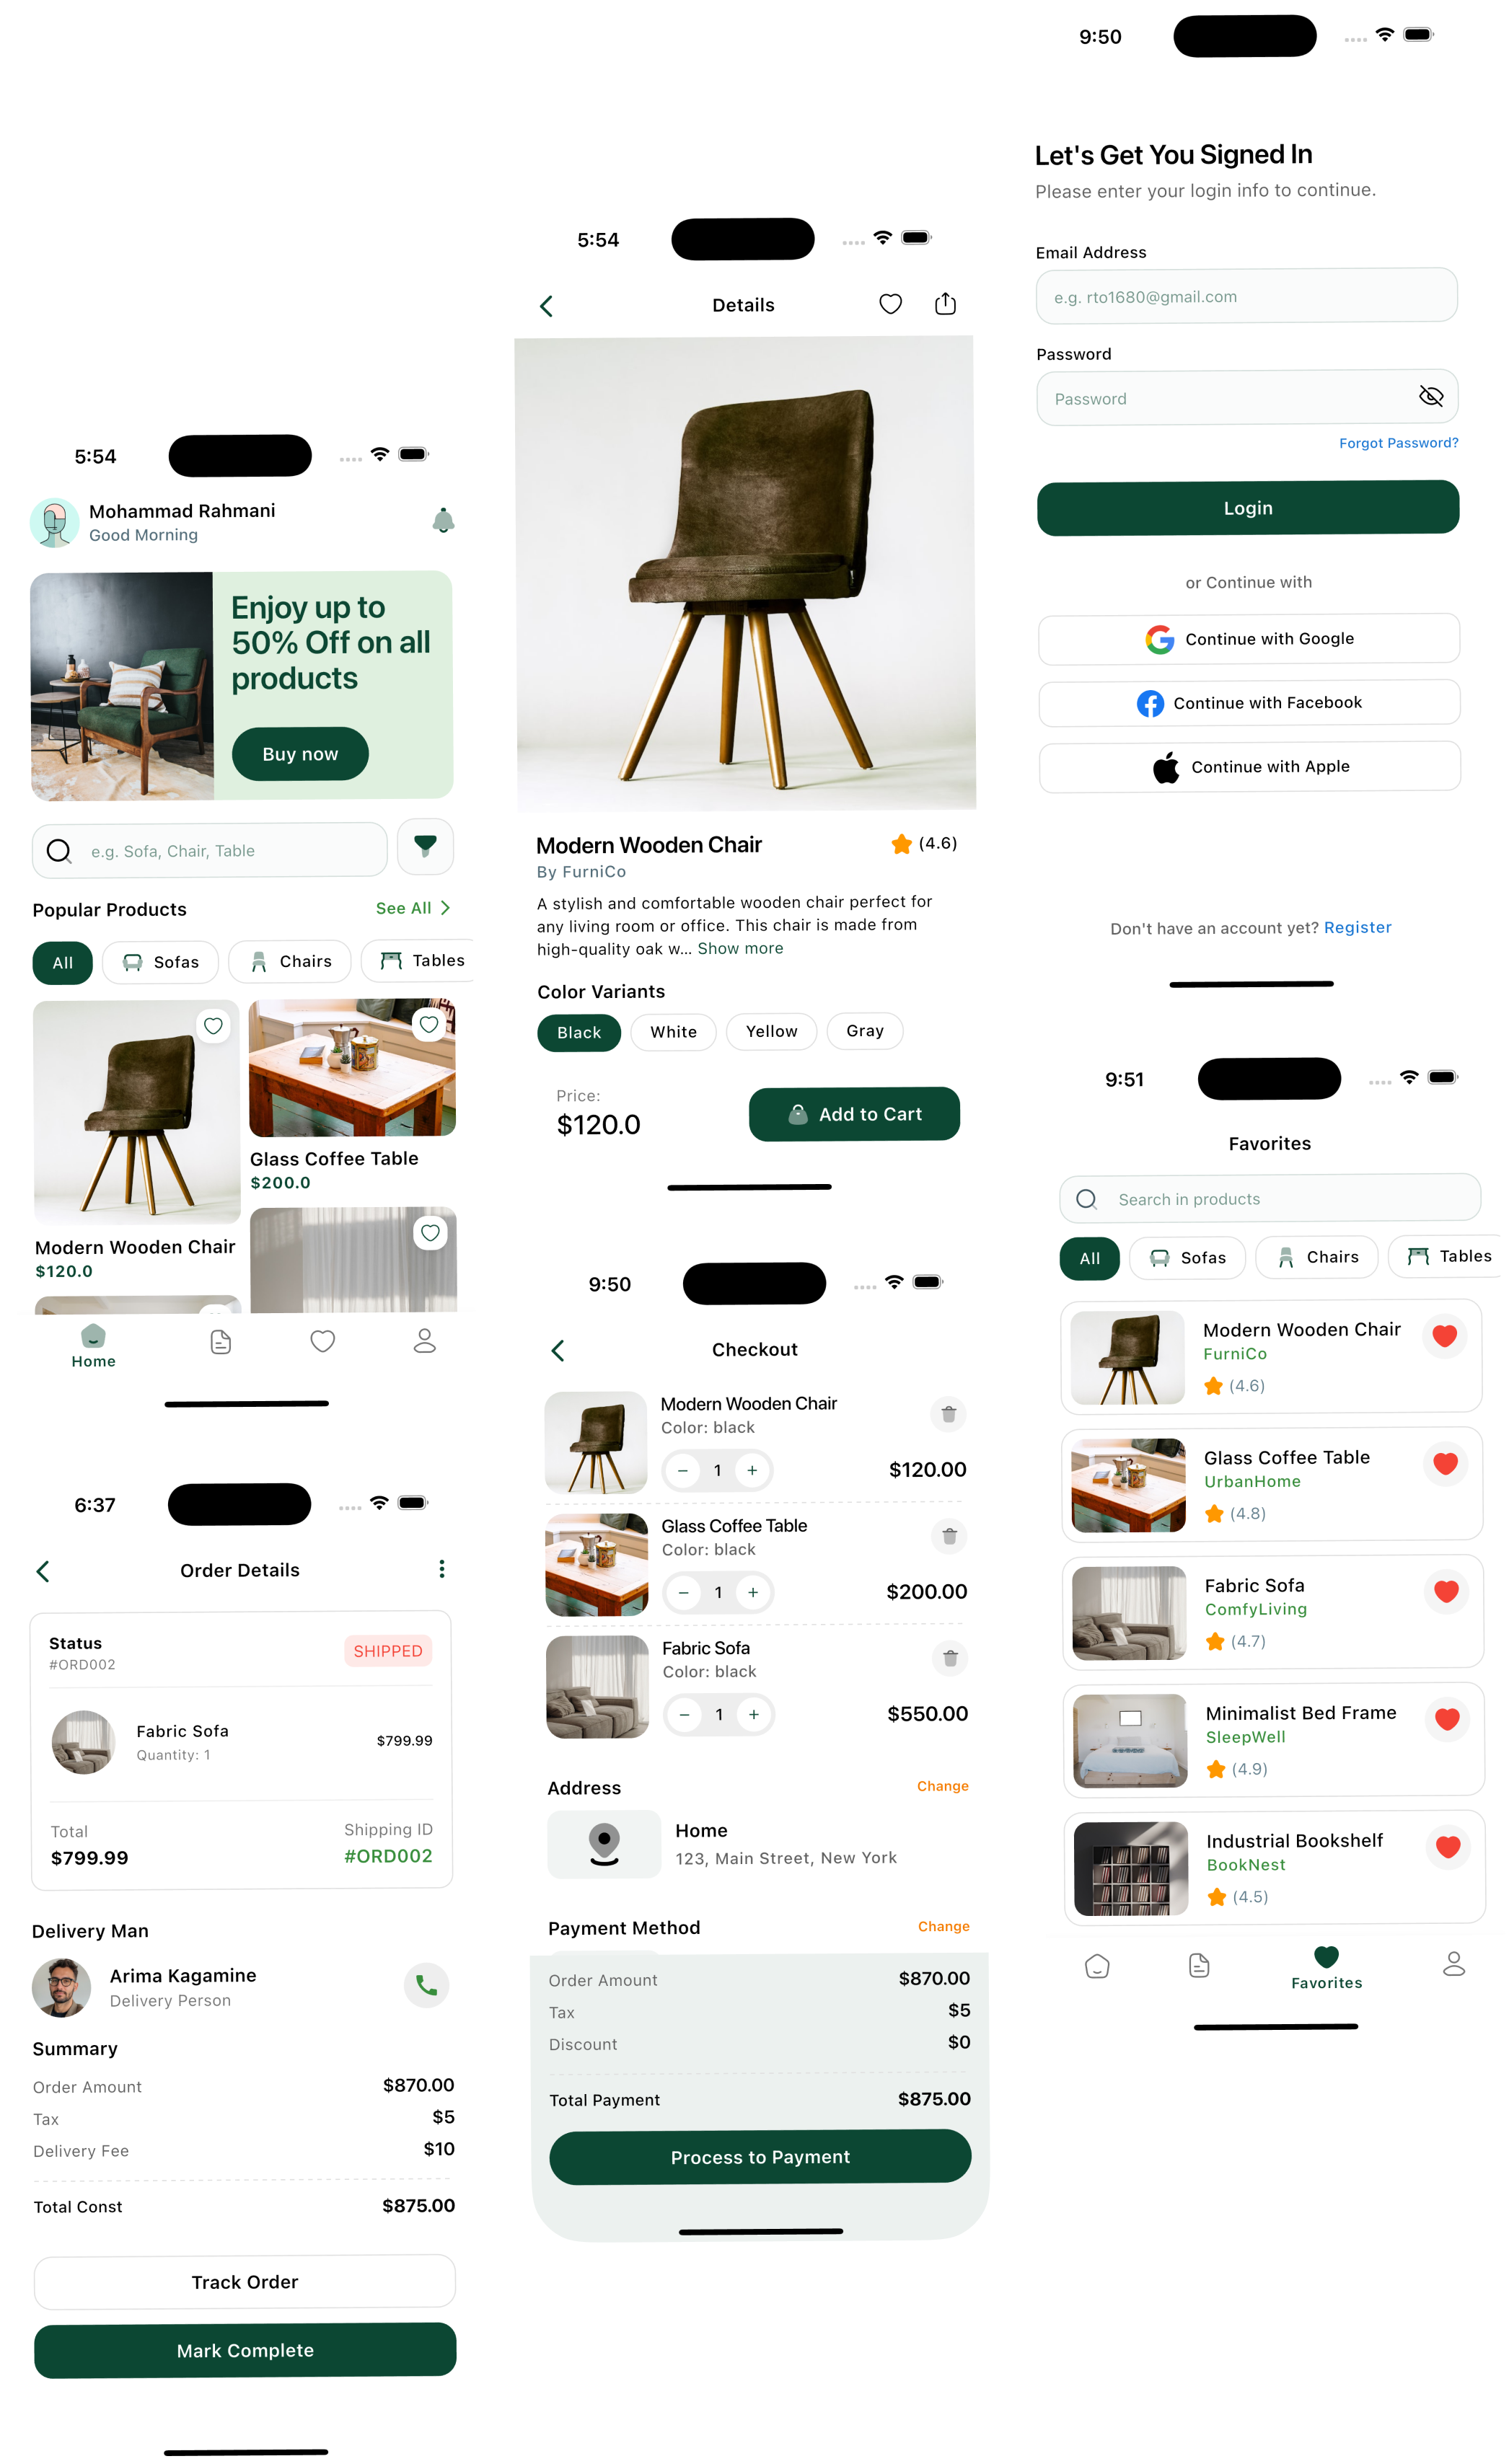 5:54
Mohammad Rahmani
Good Morning
Enjoy up to
50% Off on all
products
Buy now
e.g. Sofa, Chair, Table
Popular Products
See All
All
Sofas
Chairs
Tables
Modern Wooden Chair
$120.0
Glass Coffee Table
$200.0
Home
6:37
Order Details
Status
#ORD002
SHIPPED
Fabric Sofa
Quantity: 1
$799.99
Total
$799.99
Shipping ID
#ORD002
Delivery Man
Arima Kagamine
Delivery Person
Summary
Order Amount $870.00
Tax $5
Delivery Fee $10
Total Const $875.00
Track Order
Mark Complete
5:54
Details
Modern Wooden Chair
(4.6)
By FurniCo
A stylish and comfortable wooden chair perfect for
any living room or office. This chair is made from
high-quality oak w... Show more
Color Variants
Black
White
Yellow
Gray
Price:
$120.0
Add to Cart
9:50
Checkout
Modern Wooden Chair
Color: black
− 1 +
$120.00
Glass Coffee Table
Color: black
− 1 +
$200.00
Fabric Sofa
Color: black
− 1 +
$550.00
Address
Change
Home
123, Main Street, New York
Payment Method
Change
Order Amount $870.00
Tax $5
Discount $0
Total Payment $875.00
Process to Payment
9:50
Let's Get You Signed In
Please enter your login info to continue.
Email Address
e.g. rto1680@gmail.com
Password
Password
Forgot Password?
Login
or Continue with
Continue with Google
Continue with Facebook
Continue with Apple
Don't have an account yet? Register
9:51
Favorites
Search in products
All
Sofas
Chairs
Tables
Modern Wooden Chair
FurniCo
(4.6)
Glass Coffee Table
UrbanHome
(4.8)
Fabric Sofa
ComfyLiving
(4.7)
Minimalist Bed Frame
SleepWell
(4.9)
Industrial Bookshelf
BookNest
(4.5)
Favorites